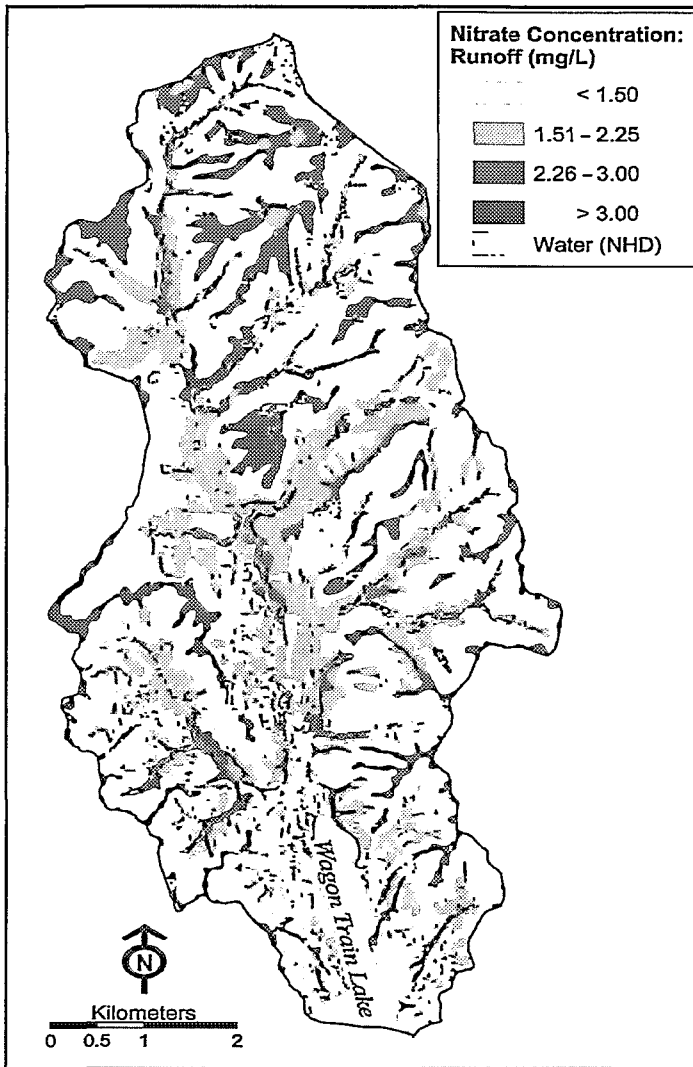 Nitrate Concentration:
Runoff (mg/L)
< 1.50
1.51 – 2.25
2.26 – 3.00
> 3.00
Water (NHD)
Wagon Train Lake
N
Kilometers
0 0.5 1 2